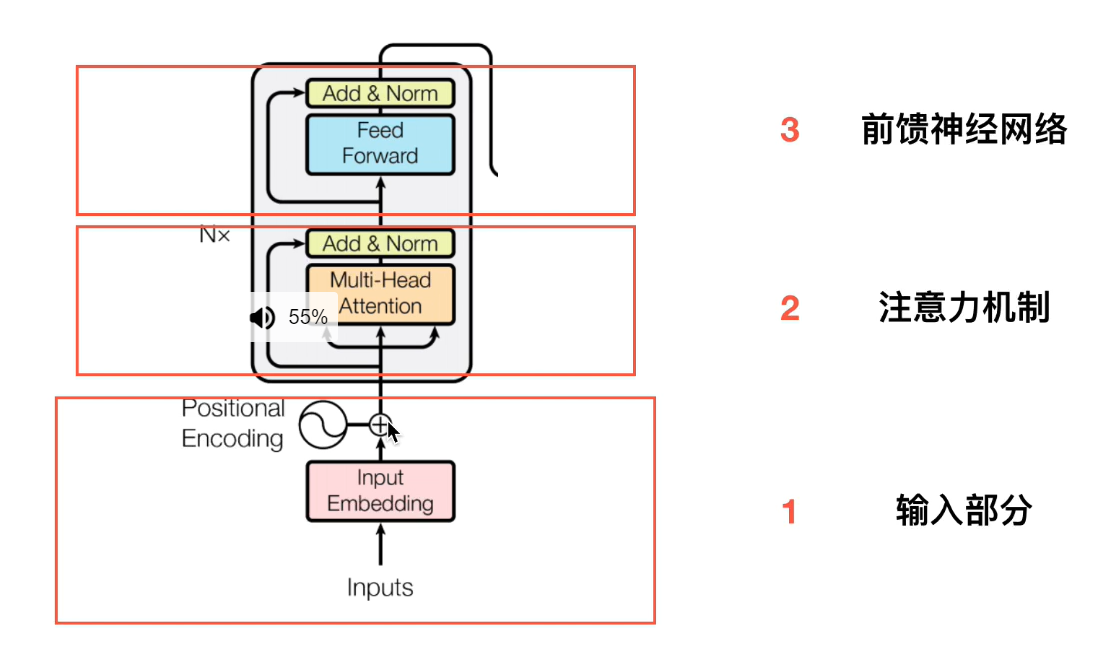 Add & Norm
Feed
Forward
3 前馈神经网络
N×
Add & Norm
Multi-Head
Attention
55%
2 注意力机制
Positional
Encoding
Input
Embedding
1 输入部分
Inputs